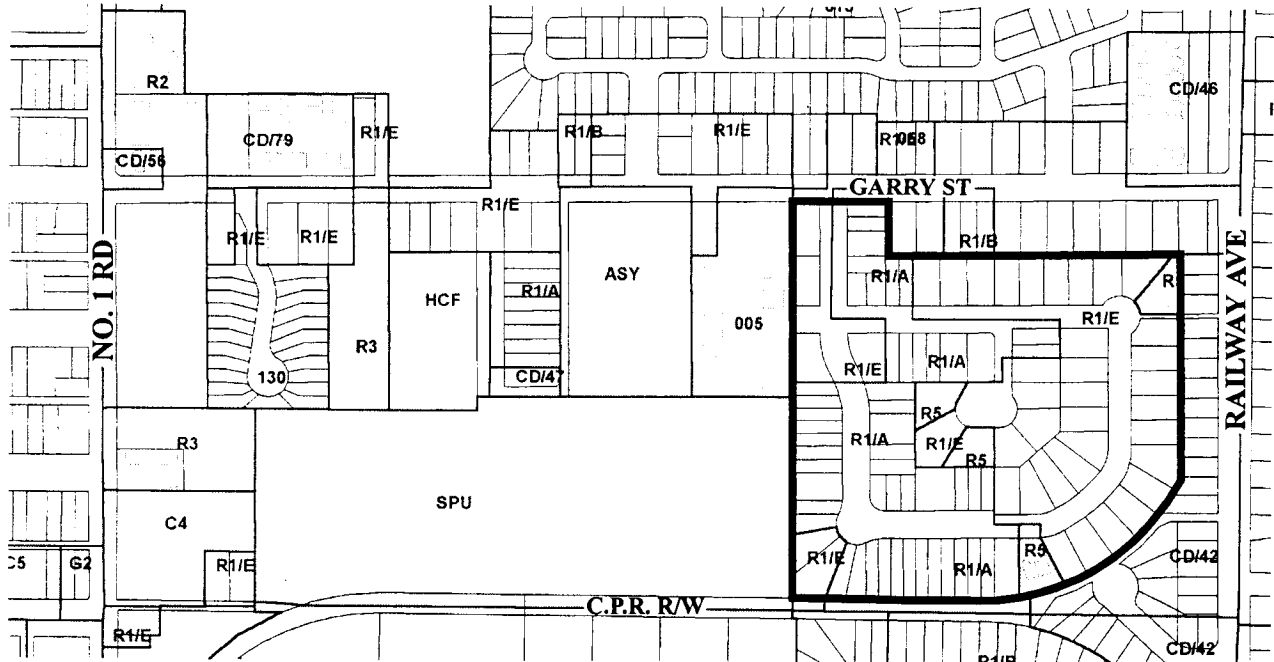 R2
CD/46
CD/79
R1/E
R1/B
R1/E
CD/56
GARRY ST
R1/E
R1/E
R1/E
R1/B
NO. 1 RD
RAILWAY AVE
HCF
R1/A
ASY
R1/A
005
R1/E
R3
R1/E
R1/A
130
CD/47
R5
R1/A
R1/E
R5
R3
SPU
C4
R5
R1/E
G2
R1/E
R1/A
CD/42
C.P.R. R/W
R1/E
CD/42